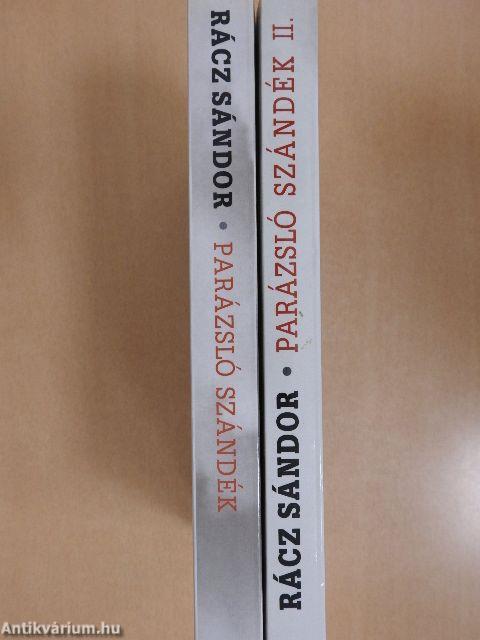 RÁCZ SÁNDOR • PARÁZSLÓ SZÁNDÉK
RÁCZ SÁNDOR • PARÁZSLÓ SZÁNDÉK II.
Antikvárium.hu